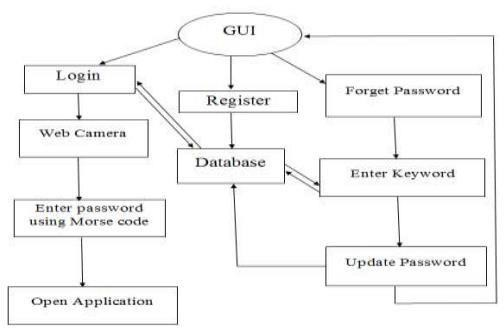 GUI
Login
Register
Forget Password
Web Camera
Database
Enter Keyword
Enter password
using Morse code
Update Password
Open Application